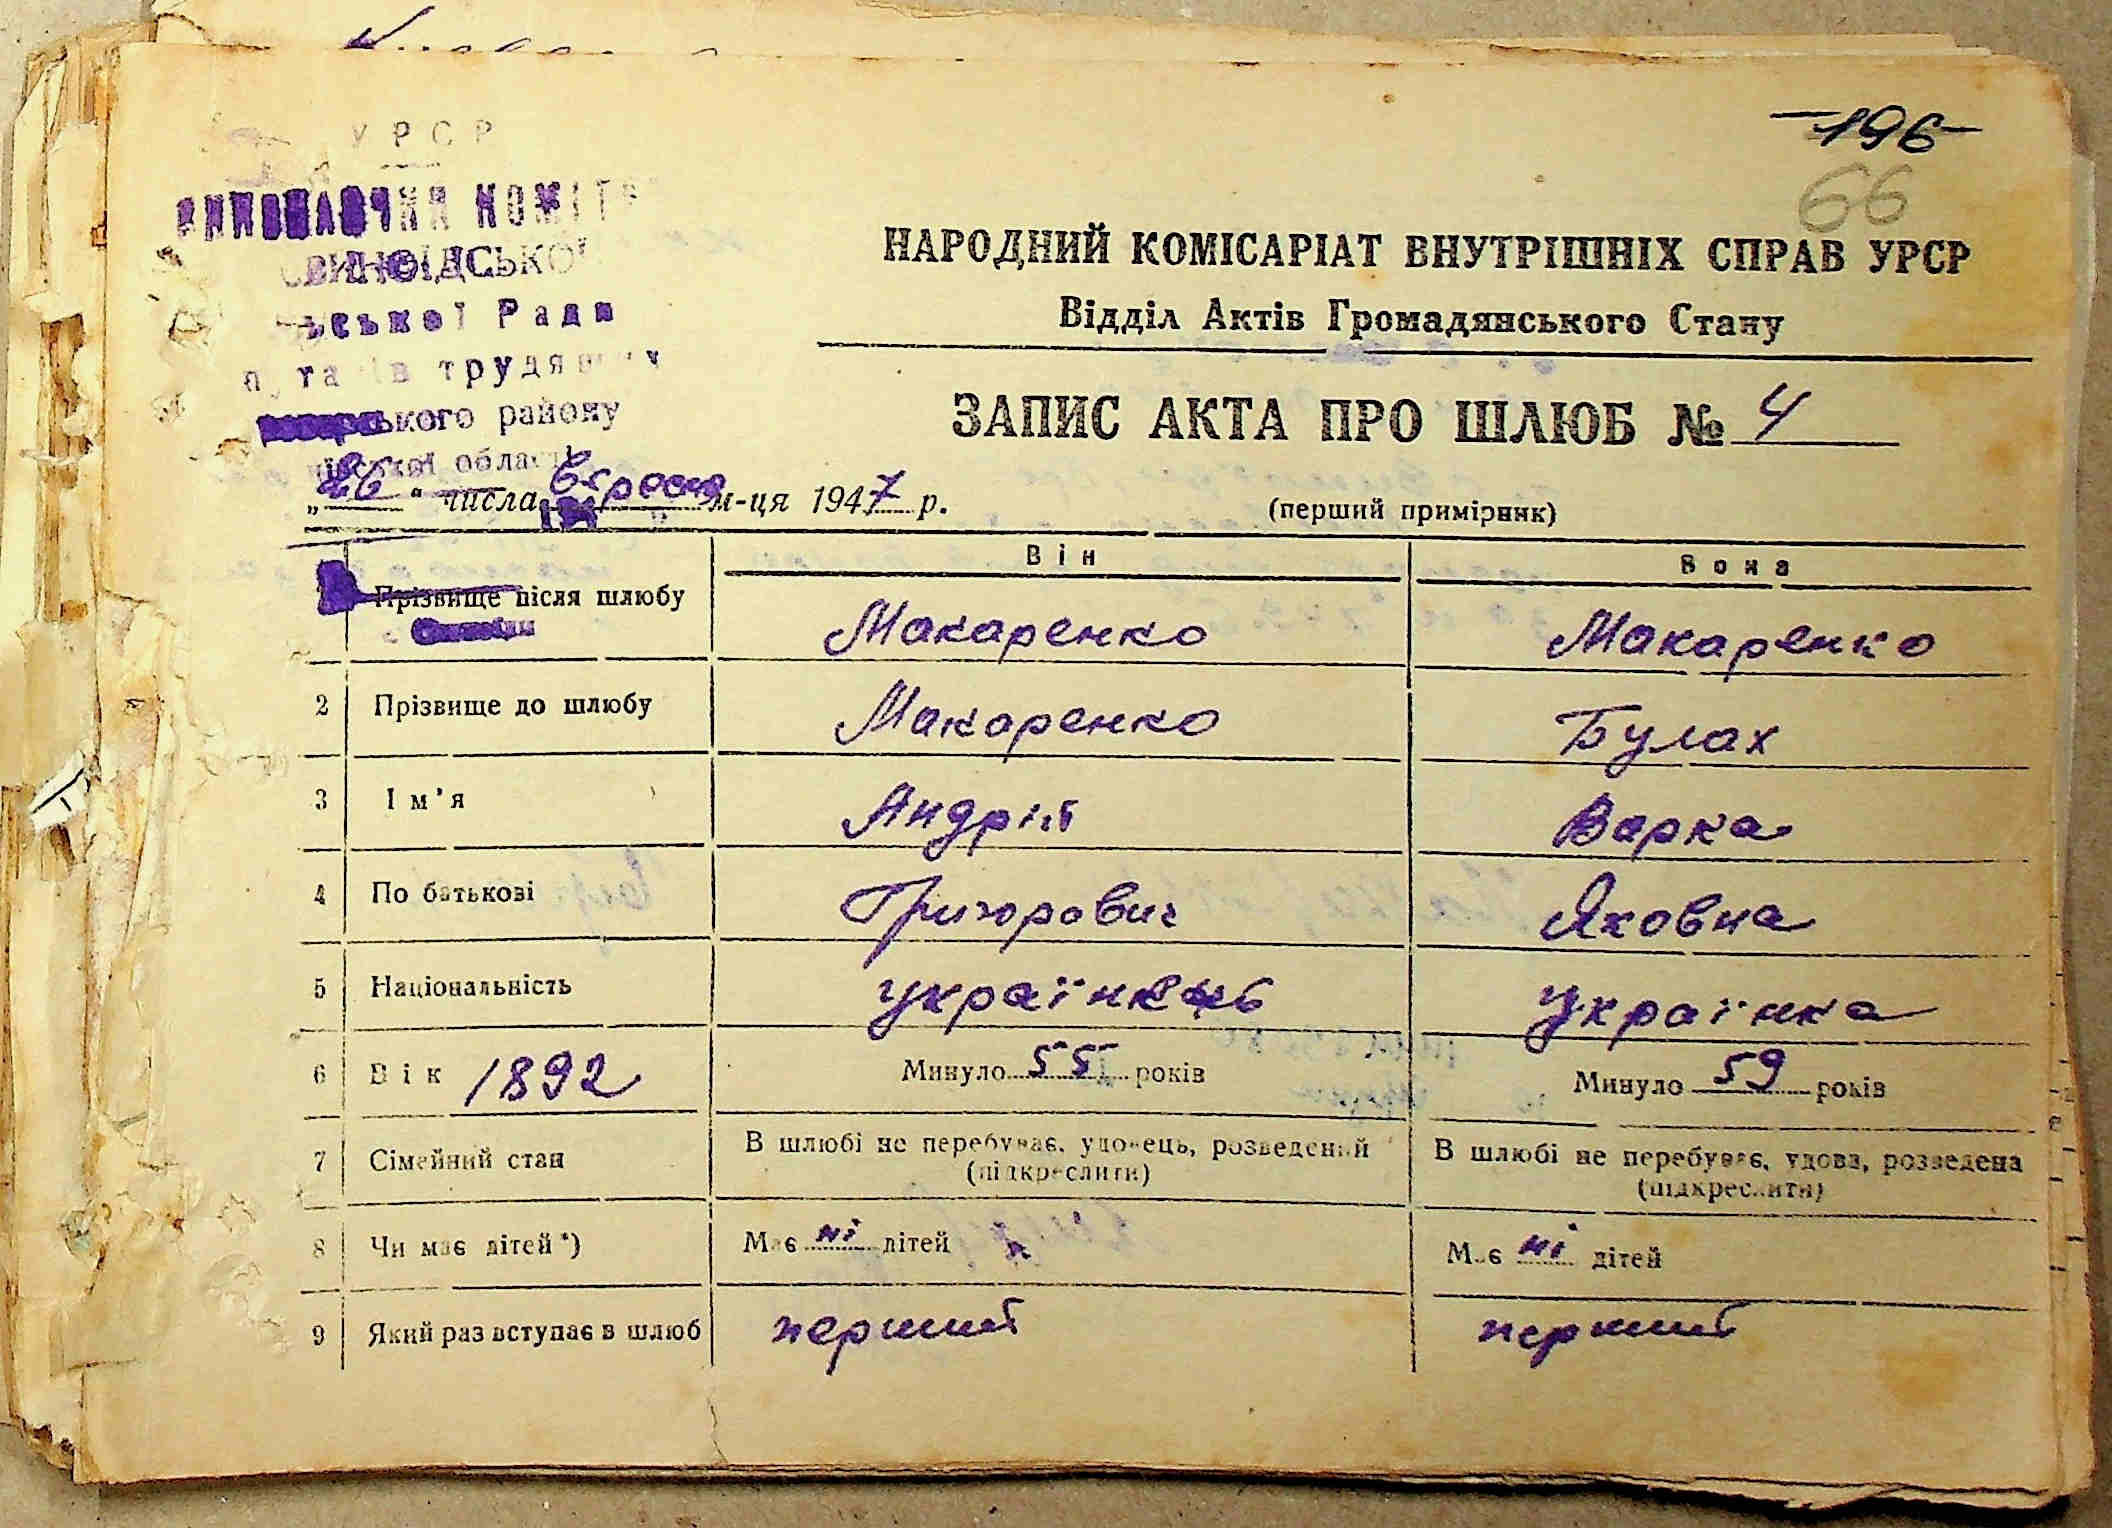 -196-
66
УРСР
ВИКОНАВЧИЙ КОМІТЕ
ської Ради
трудящих
ського району
області
НАРОДНИЙ КОМІСАРІАТ ВНУТРІШНІХ СПРАВ УРСР
Відділ Актів Громадянського Стану
ЗАПИС АКТА ПРО ШЛЮБ № 4
„26" числа Вересня м-ця 1947 р.
(перший примірник)
Він Вона
Прізвище після шлюбу Макаренко Макаренко
2 Прізвище до шлюбу Макаренко Булах
3 Ім'я Андрій Варка
4 По батькові Григорович Яковна
5 Національність українець Українка
6 Вік 1892 Минуло 55 років Минуло 59 років
7 Сімейний стан В шлюбі не перебуває, удовець, розведений (підкреслити) В шлюбі не перебуває, удова, розведена (підкреслити)
8 Чи має дітей*) Має ні дітей Має ні дітей
9 Який раз вступає в шлюб перший перший